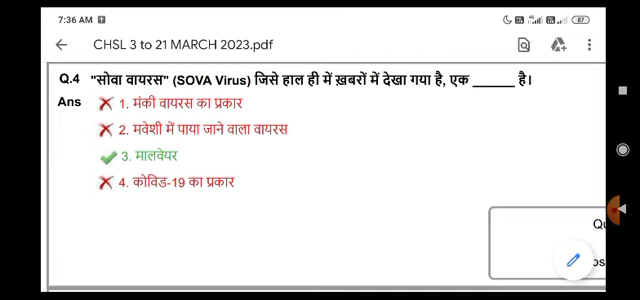 7:36 AM
87
CHSL 3 to 21 MARCH 2023.pdf
Q.4 "सोवा वायरस" (SOVA Virus) जिसे हाल ही में ख़बरों में देखा गया है, एक ______ है।
Ans 1. मंकी वायरस का प्रकार
2. मवेशी में पाया जाने वाला वायरस
3. मालवेयर
4. कोविड-19 का प्रकार